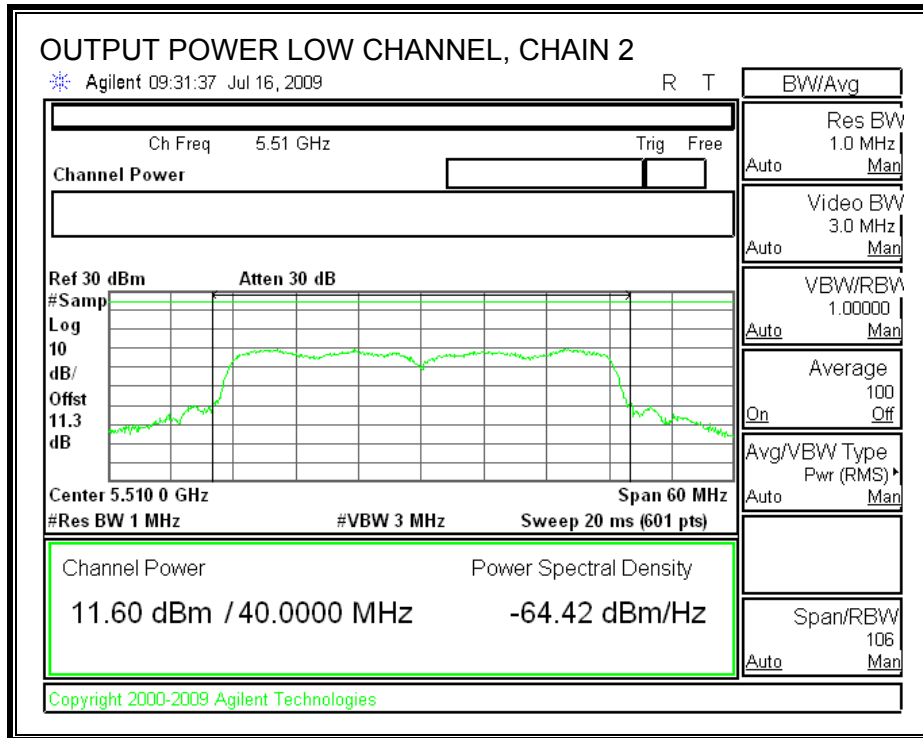 OUTPUT POWER LOW CHANNEL, CHAIN 2
Agilent 09:31:37 Jul 16, 2009 R T
Ch Freq 5.51 GHz Trig Free
Channel Power
Ref 30 dBm Atten 30 dB
#Samp
Log
10
dB/
Offst
11.3
dB
Center 5.510 0 GHz Span 60 MHz
#Res BW 1 MHz #VBW 3 MHz Sweep 20 ms (601 pts)
Channel Power Power Spectral Density
11.60 dBm / 40.0000 MHz -64.42 dBm/Hz
Copyright 2000-2009 Agilent Technologies
BW/Avg
Res BW
1.0 MHz
Auto Man
Video BW
3.0 MHz
Auto Man
VBW/RBW
1.00000
Auto Man
Average
100
On Off
Avg/VBW Type
Pwr (RMS)
Auto Man
Span/RBW
106
Auto Man